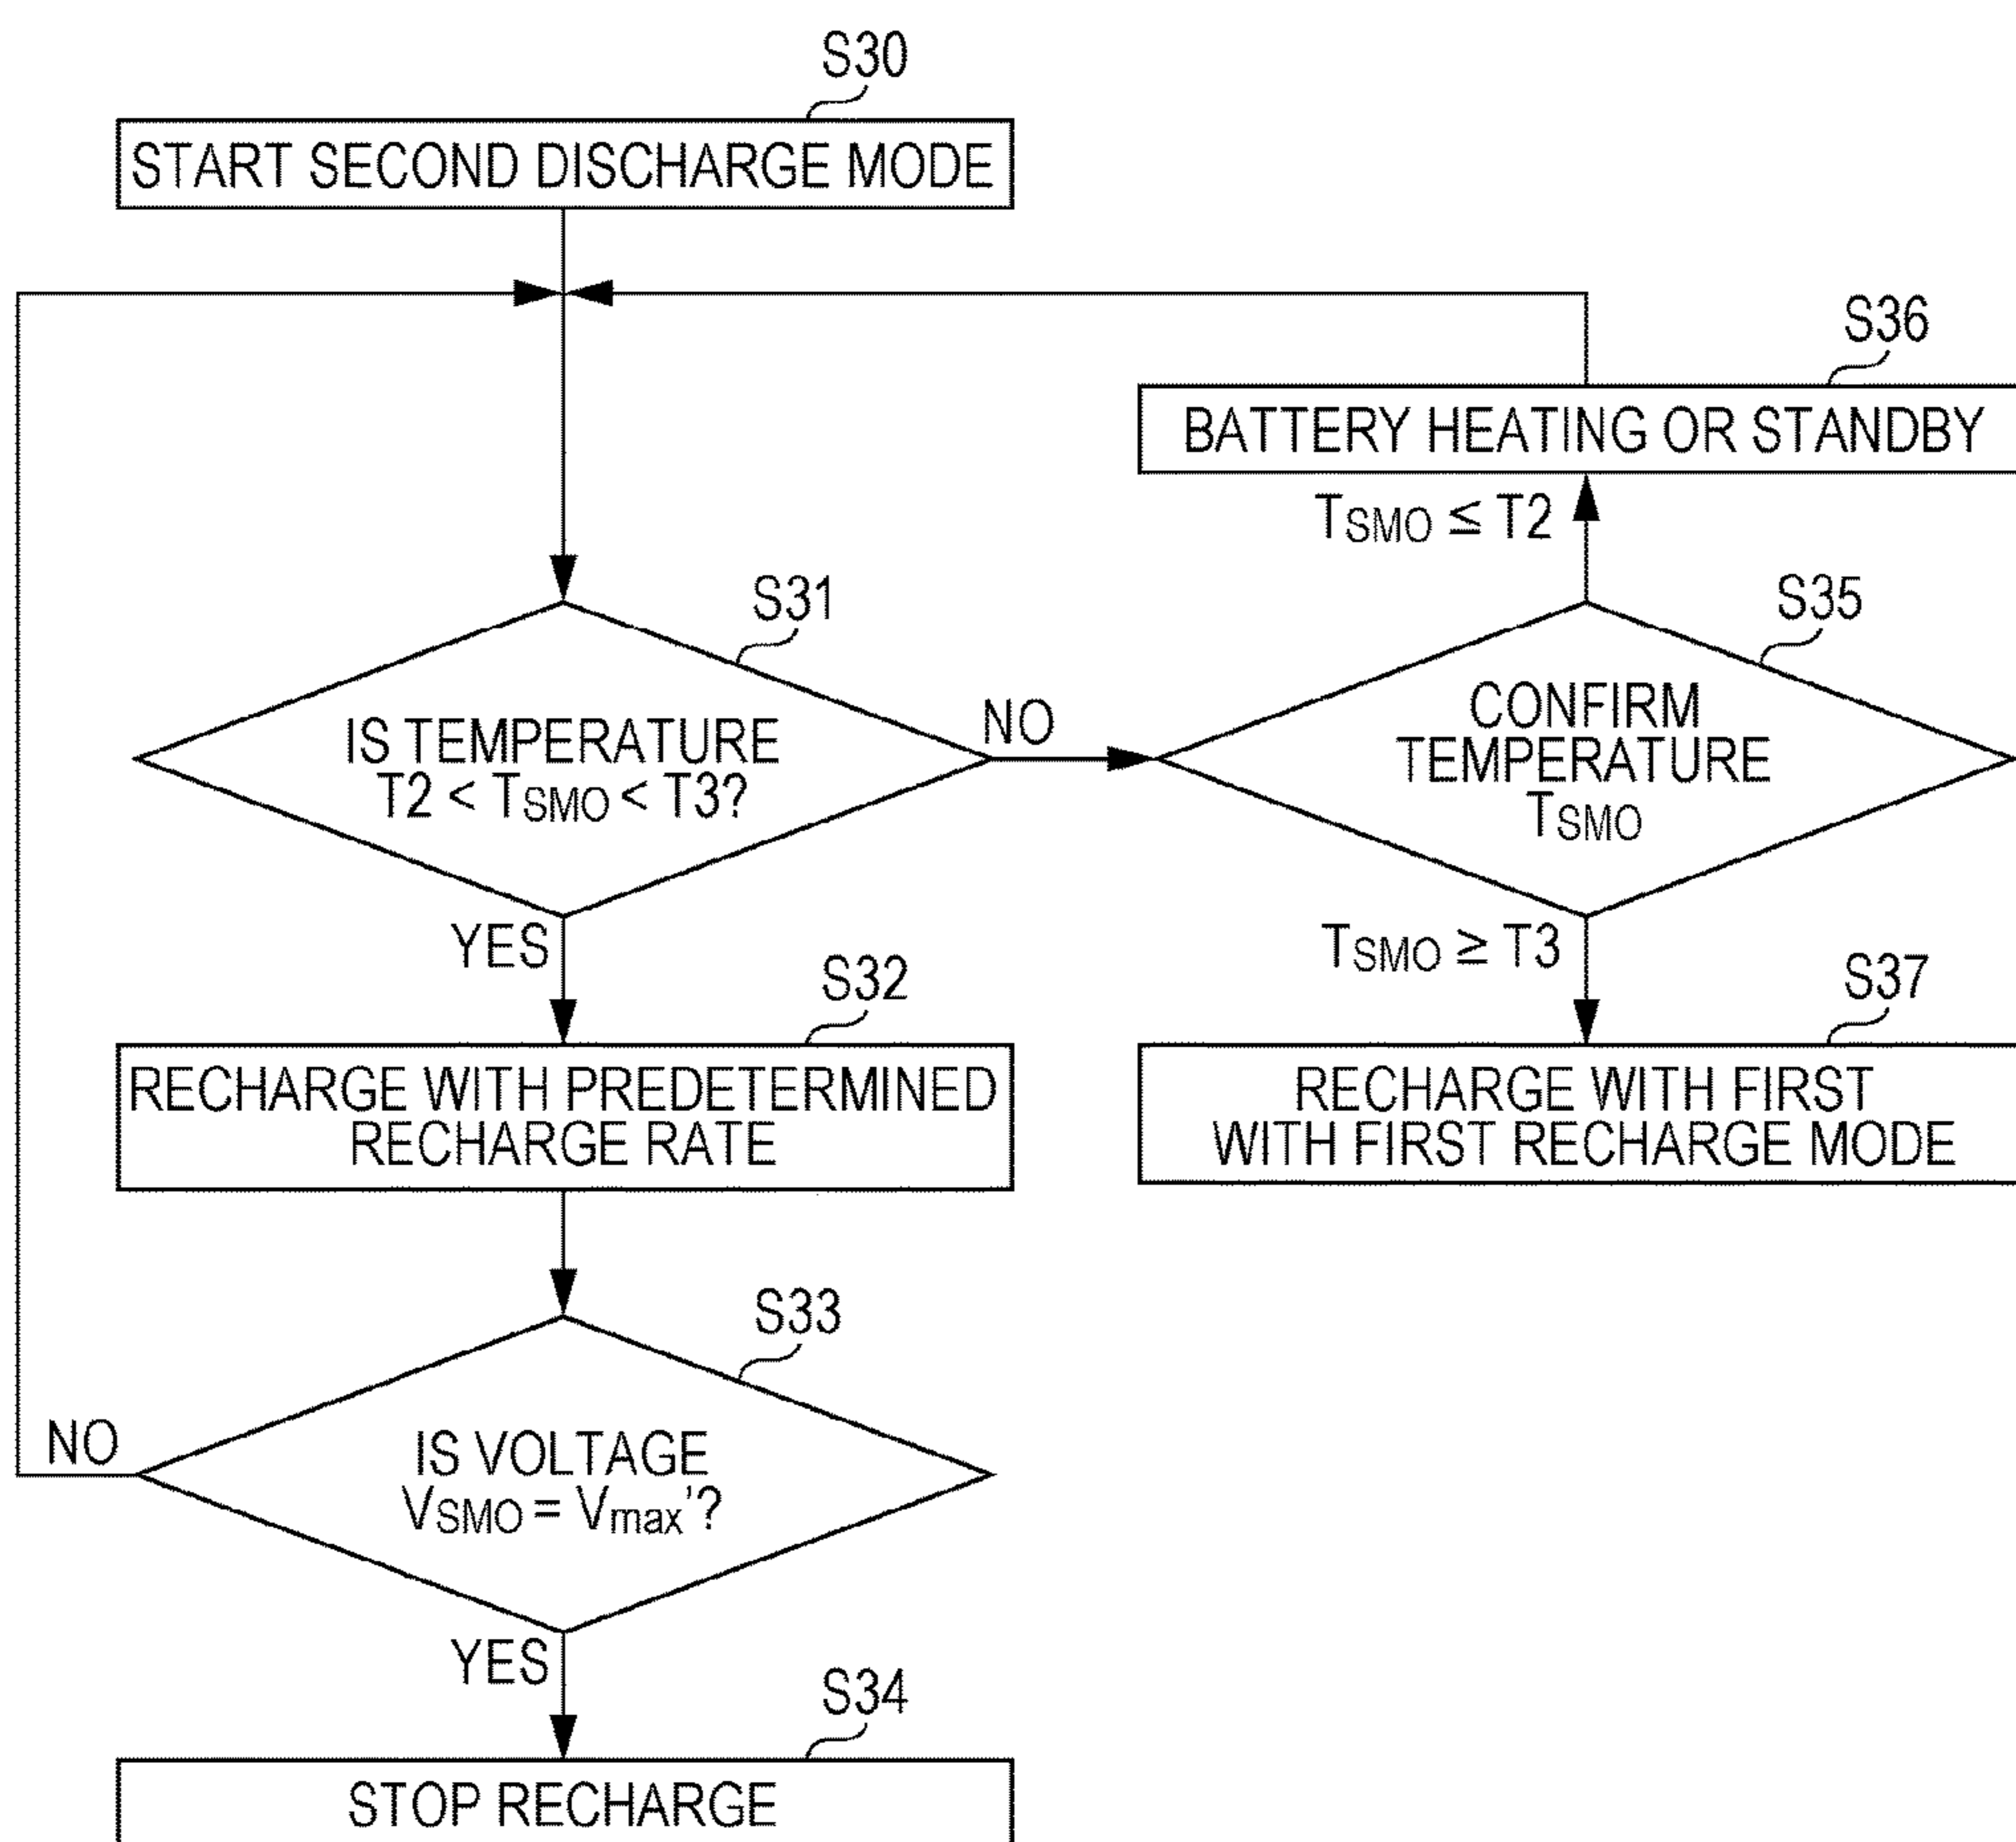 S30
START SECOND DISCHARGE MODE
S36
BATTERY HEATING OR STANDBY
TSMO ≤ T2
S31
IS TEMPERATURE
T2 < TSMO < T3?
NO
S35
CONFIRM
TEMPERATURE
TSMO
YES
TSMO ≥ T3
S32
RECHARGE WITH PREDETERMINED
RECHARGE RATE
S37
RECHARGE WITH FIRST
WITH FIRST RECHARGE MODE
S33
IS VOLTAGE
VSMO = Vmax'?
NO
YES
S34
STOP RECHARGE